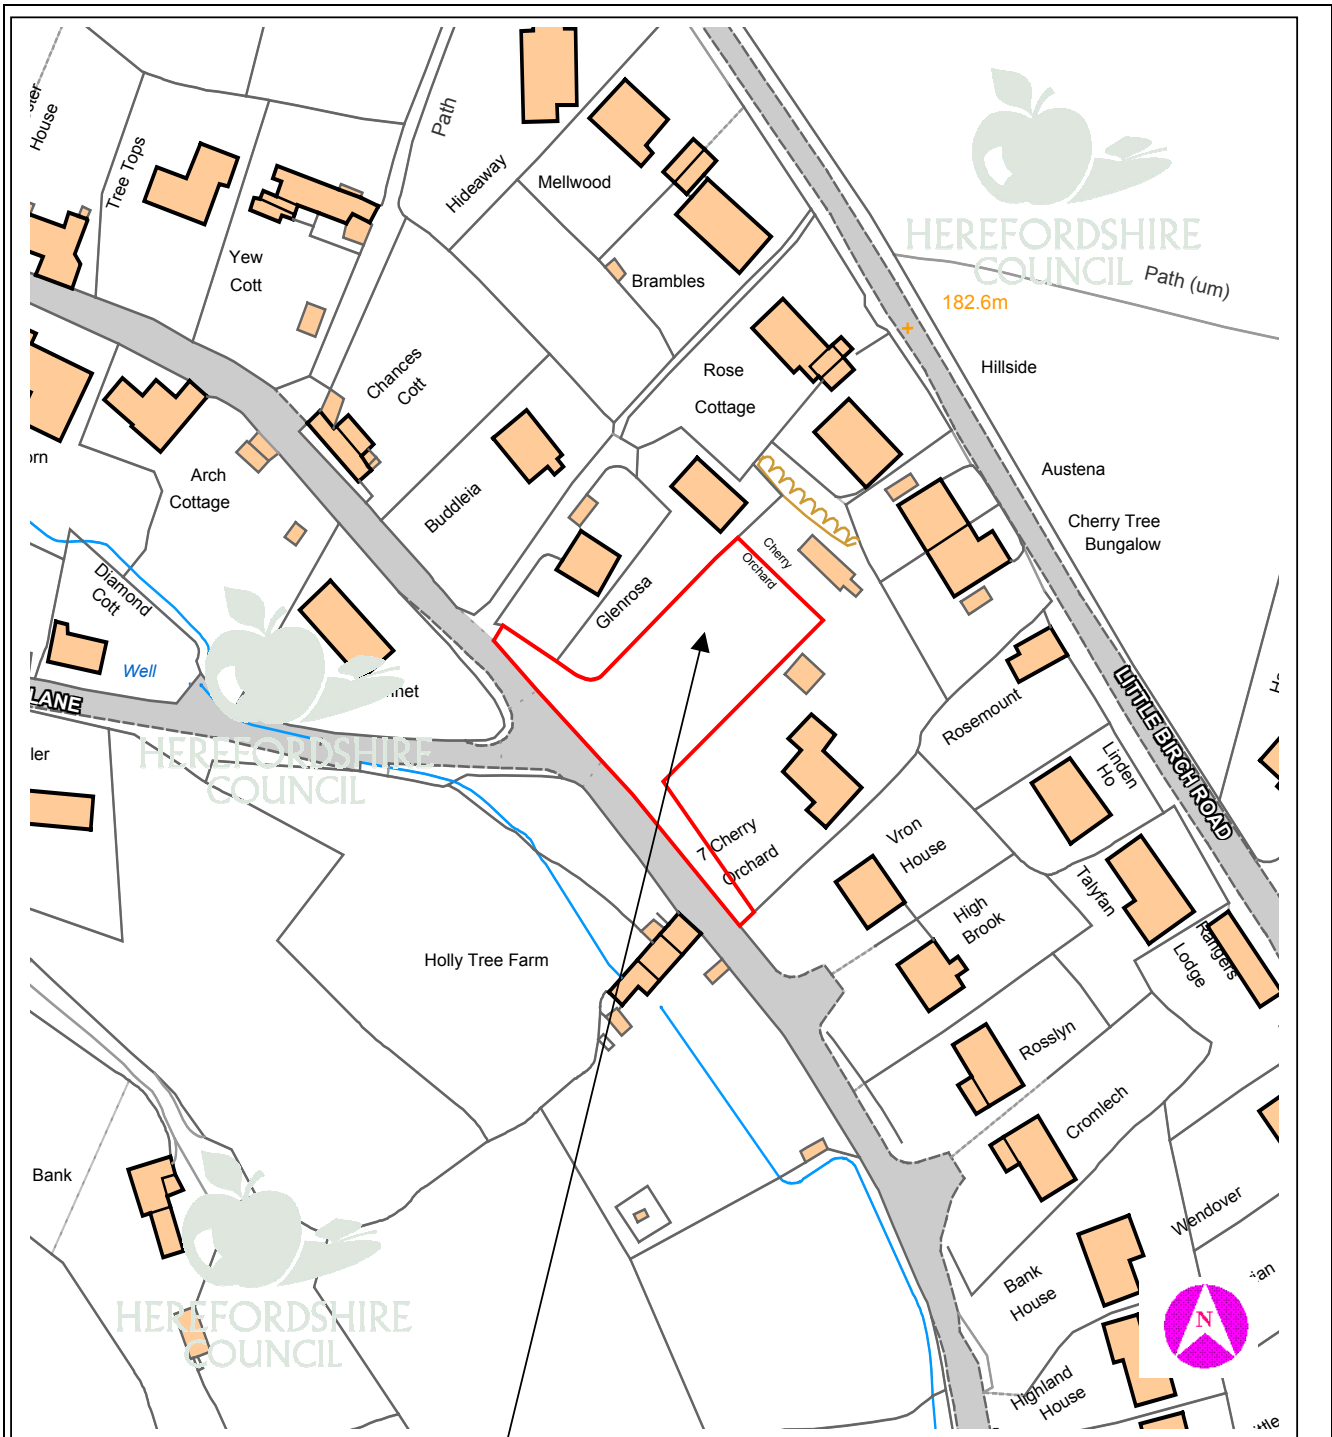 House
Tree Tops
Path
Hideaway
Mellwood
HEREFORDSHIRE
COUNCIL
Path (um)
Yew
Cott
Brambles
182.6m
Chances
Cott
Rose
Cottage
Hillside
Arch
Cottage
Buddleia
Austena
Cherry Tree
Bungalow
Diamond
Cott
Cherry
Orchard
Glenrosa
Well
LANE
HEREFORDSHIRE
COUNCIL
Rosemount
LITTLE BIRCH ROAD
Linden
Ho
7 Cherry
Orchard
Vron
House
Talyfan
High
Brook
Rangers
Lodge
Holly Tree Farm
Rosslyn
Cromlech
Bank
Wendover
Bank
House
HEREFORDSHIRE
COUNCIL
N
Highland
House